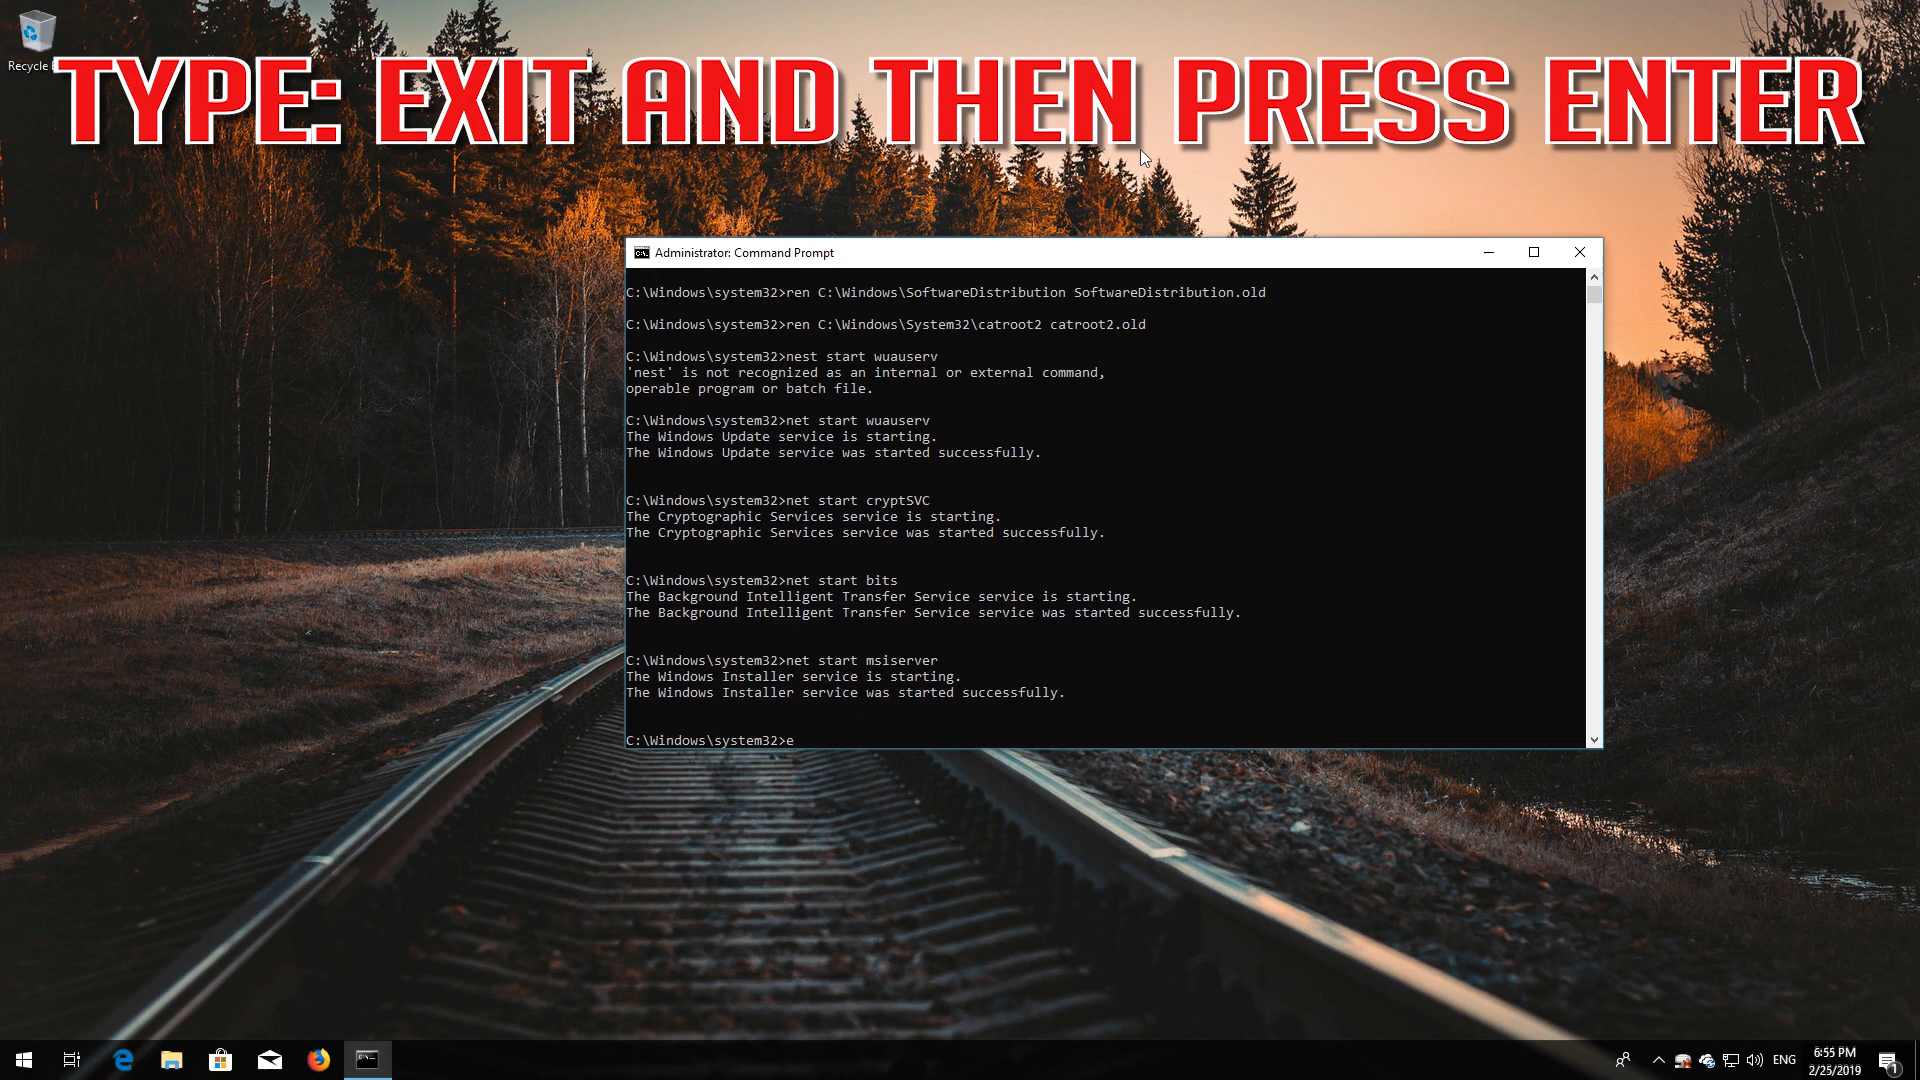 Recycle
TYPE: EXIT AND THEN PRESS ENTER
Administrator: Command Prompt
C:\Windows\system32>ren C:\Windows\SoftwareDistribution SoftwareDistribution.old
C:\Windows\system32>ren C:\Windows\System32\catroot2 catroot2.old
C:\Windows\system32>nest start wuauserv
'nest' is not recognized as an internal or external command,
operable program or batch file.
C:\Windows\system32>net start wuauserv
The Windows Update service is starting.
The Windows Update service was started successfully.
C:\Windows\system32>net start cryptSVC
The Cryptographic Services service is starting.
The Cryptographic Services service was started successfully.
C:\Windows\system32>net start bits
The Background Intelligent Transfer Service service is starting.
The Background Intelligent Transfer Service service was started successfully.
C:\Windows\system32>net start msiserver
The Windows Installer service is starting.
The Windows Installer service was started successfully.
C:\Windows\system32>e
ENG
6:55 PM
2/25/2019
1